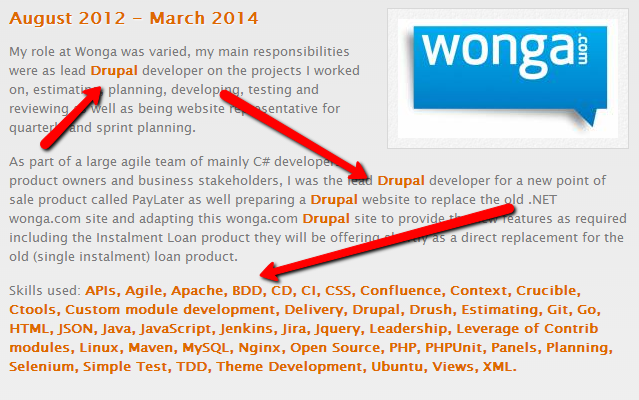 August 2012 – March 2014
wonga.com
My role at Wonga was varied, my main responsibilities
were as lead Drupal developer on the projects I worked
on, estimating, planning, developing, testing and
reviewing as well as being website representative for
quarterly and sprint planning.
As part of a large agile team of mainly C# developers,
product owners and business stakeholders, I was the lead Drupal developer for a new point of
sale product called PayLater as well preparing a Drupal website to replace the old .NET
wonga.com site and adapting this wonga.com Drupal site to provide the new features as required
including the Instalment Loan product they will be offering shortly as a direct replacement for the
old (single instalment) loan product.
Skills used: APIs, Agile, Apache, BDD, CD, CI, CSS, Confluence, Context, Crucible,
Ctools, Custom module development, Delivery, Drupal, Drush, Estimating, Git, Go,
HTML, JSON, Java, JavaScript, Jenkins, Jira, Jquery, Leadership, Leverage of Contrib
modules, Linux, Maven, MySQL, Nginx, Open Source, PHP, PHPUnit, Panels, Planning,
Selenium, Simple Test, TDD, Theme Development, Ubuntu, Views, XML.